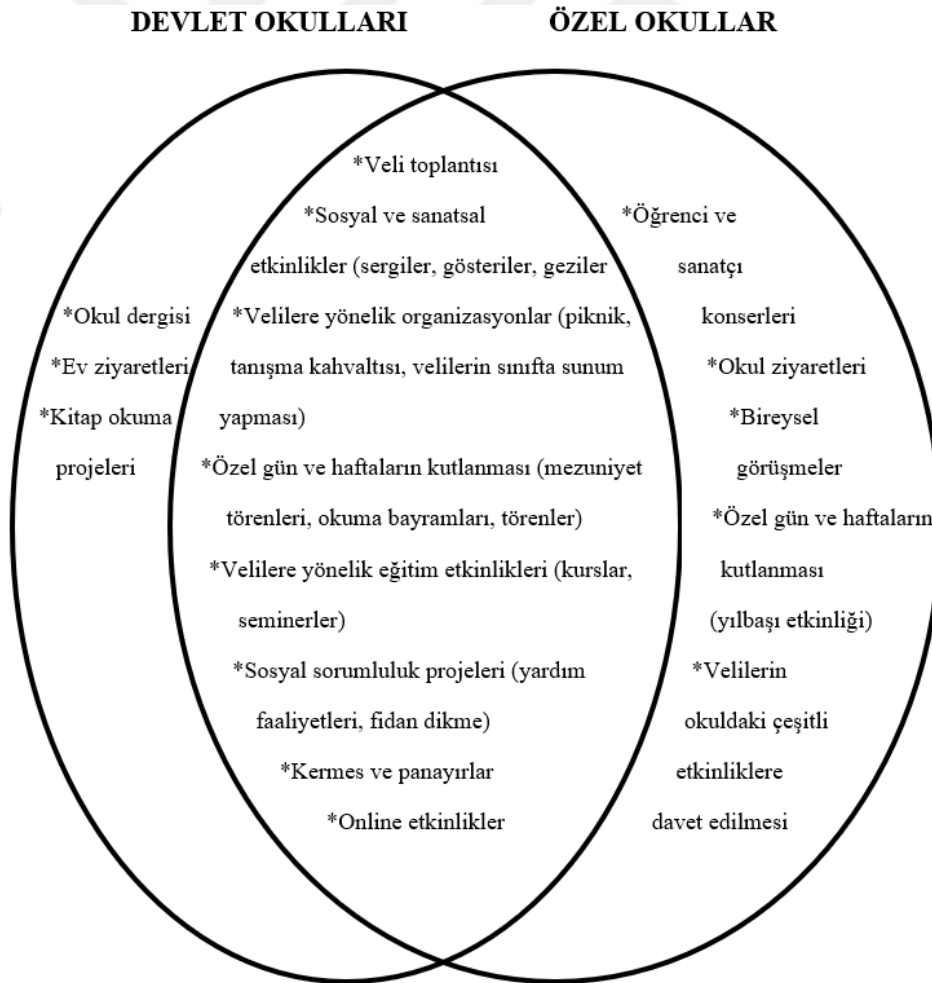 DEVLET OKULLARI
ÖZEL OKULLAR
*Okul dergisi
*Ev ziyaretleri
*Kitap okuma
projeleri
*Veli toplantısı
*Sosyal ve sanatsal
etkinlikler (sergiler, gösteriler, geziler
*Velilere yönelik organizasyonlar (piknik,
tanışma kahvaltısı, velilerin sınıfta sunum
yapması)
*Özel gün ve haftaların kutlanması (mezuniyet
törenleri, okuma bayramları, törenler)
*Velilere yönelik eğitim etkinlikleri (kurslar,
seminerler)
*Sosyal sorumluluk projeleri (yardım
faaliyetleri, fidan dikme)
*Kermes ve panayırlar
*Online etkinlikler
*Öğrenci ve
sanatçı
konserleri
*Okul ziyaretleri
*Bireysel
görüşmeler
*Özel gün ve haftaların
kutlanması
(yılbaşı etkinliği)
*Velilerin
okuldaki çeşitli
etkinliklere
davet edilmesi